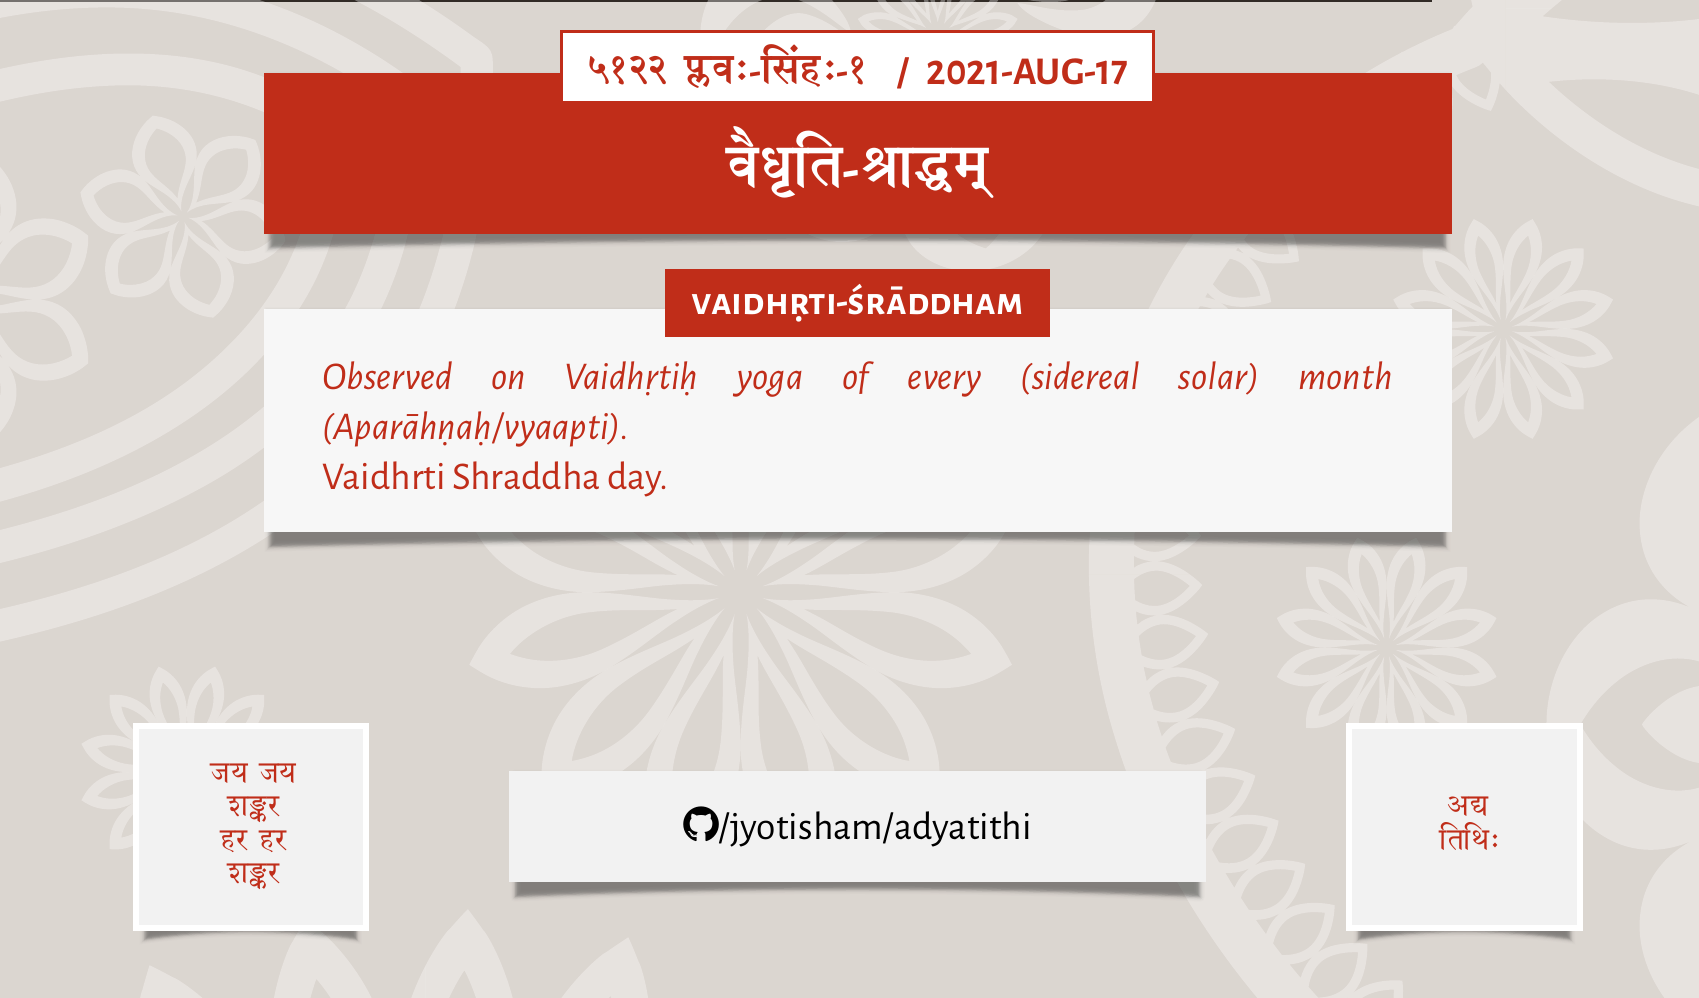 ५१२२ प्लवः-सिंहः-१ / 2021-AUG-17
वैधृति-श्राद्धम्
VAIDHṚTI-ŚRĀDDHAM
Observed on Vaidhṛtiḥ yoga of every (sidereal solar) month
(Aparāhṇaḥ/vyaapti).
Vaidhrti Shraddha day.
जय जय
शङ्कर
हर हर
शङ्कर
/jyotisham/adyatithi
अद्य
तिथिः